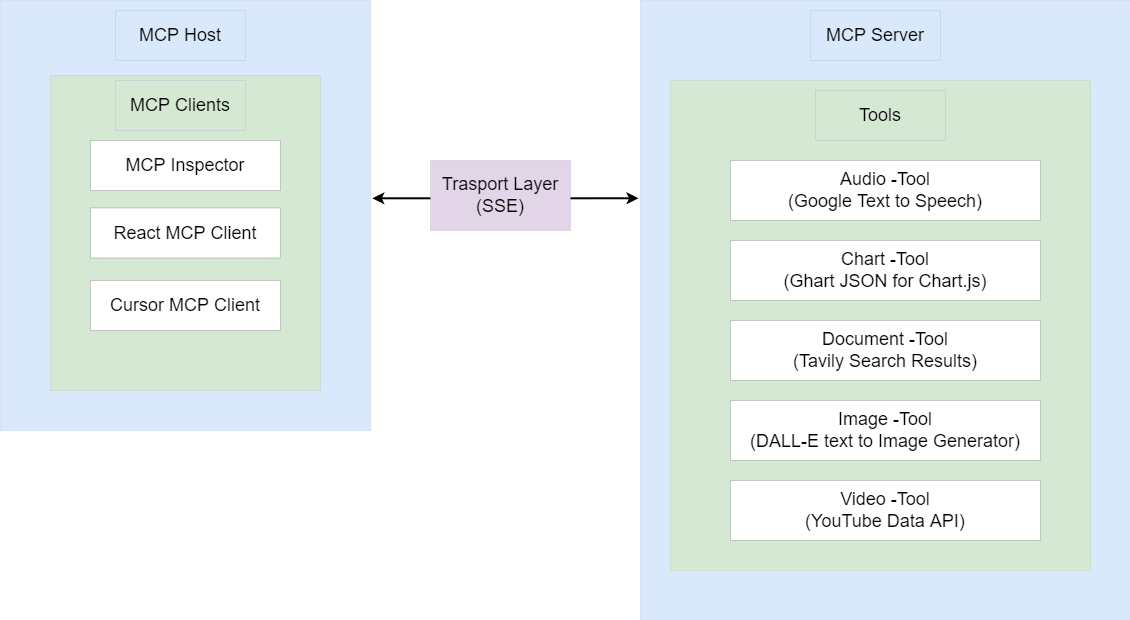 MCP Host
MCP Clients
MCP Inspector
React MCP Client
Cursor MCP Client
Trasport Layer
(SSE)
MCP Server
Tools
Audio -Tool
(Google Text to Speech)
Chart -Tool
(Ghart JSON for Chart.js)
Document -Tool
(Tavily Search Results)
Image -Tool
(DALL-E text to Image Generator)
Video -Tool
(YouTube Data API)